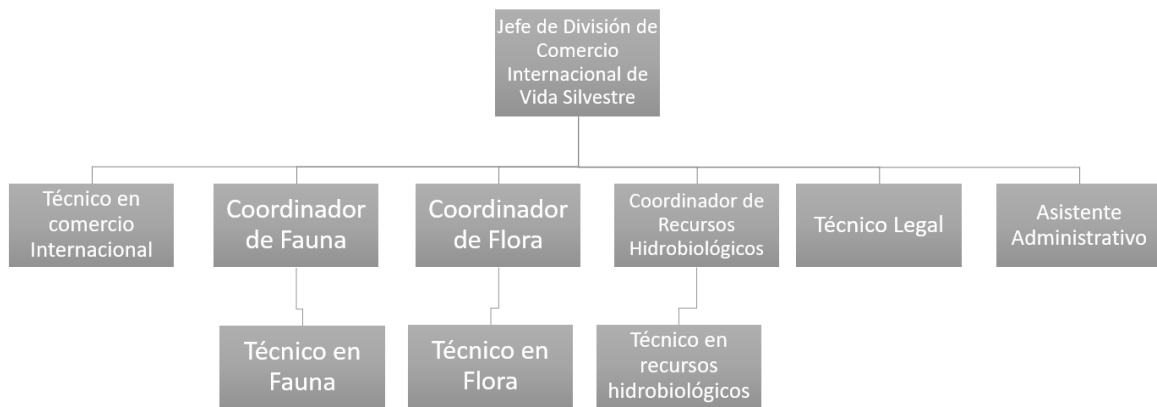 Jefe de División de
Comercio
Internacional de
Vida Silvestre
Técnico en
comercio
Internacional
Coordinador
de Fauna
Coordinador
de Flora
Coordinador de
Recursos
Hidrobiológicos
Técnico Legal
Asistente
Administrativo
Técnico en
Fauna
Técnico en
Flora
Técnico en
recursos
hidrobiológicos